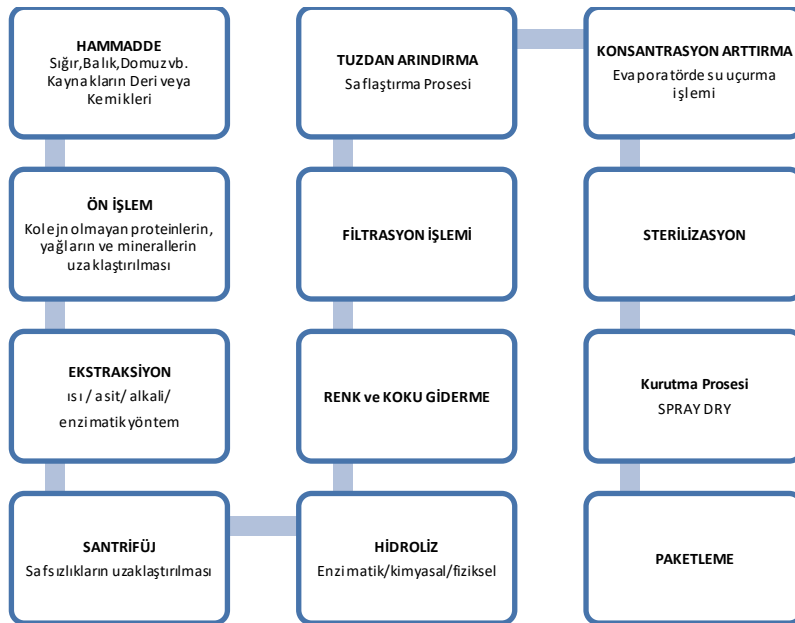 HAMMADDE
Sığır,Balık,Domuz vb.
Kaynakların Deri veya
Kemikleri
ÖN İŞLEM
Kolejn olmayan proteinlerin,
yağların ve minerallerin
uzaklaştırılması
EKSTRAKSİYON
ısı / asit/ alkali/
enzimatik yöntem
SANTRİFÜJ
Safsızlıkların uzaklaştırılması
HİDROLİZ
Enzimatik/kimyasal/fiziksel
RENK ve KOKU GİDERME
FİLTRASYON İŞLEMİ
TUZDAN ARINDIRMA
Saflaştırma Prosesi
KONSANTRASYON ARTTIRMA
Evaporatörde su uçurma
işlemi
STERİLİZASYON
Kurutma Prosesi
SPRAY DRY
PAKETLEME